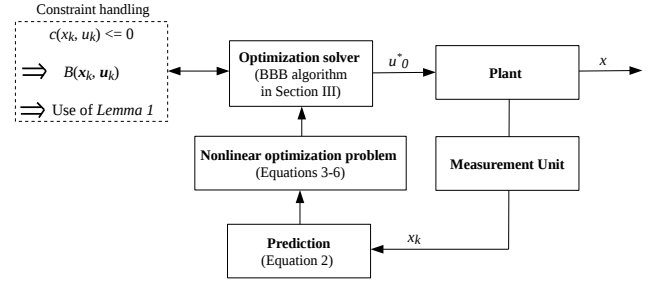 Constraint handling
c(xk, uk) <= 0
⇒ B(xk, uk)
⇒ Use of Lemma 1
Optimization solver
(BBB algorithm
in Section III)
u*0
Plant
x
Nonlinear optimization problem
(Equations 3-6)
Measurement Unit
Prediction
(Equation 2)
xk